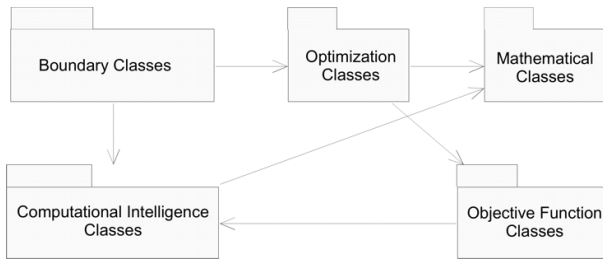 Boundary Classes
Optimization
Classes
Mathematical
Classes
Computational Intelligence
Classes
Objective Function
Classes